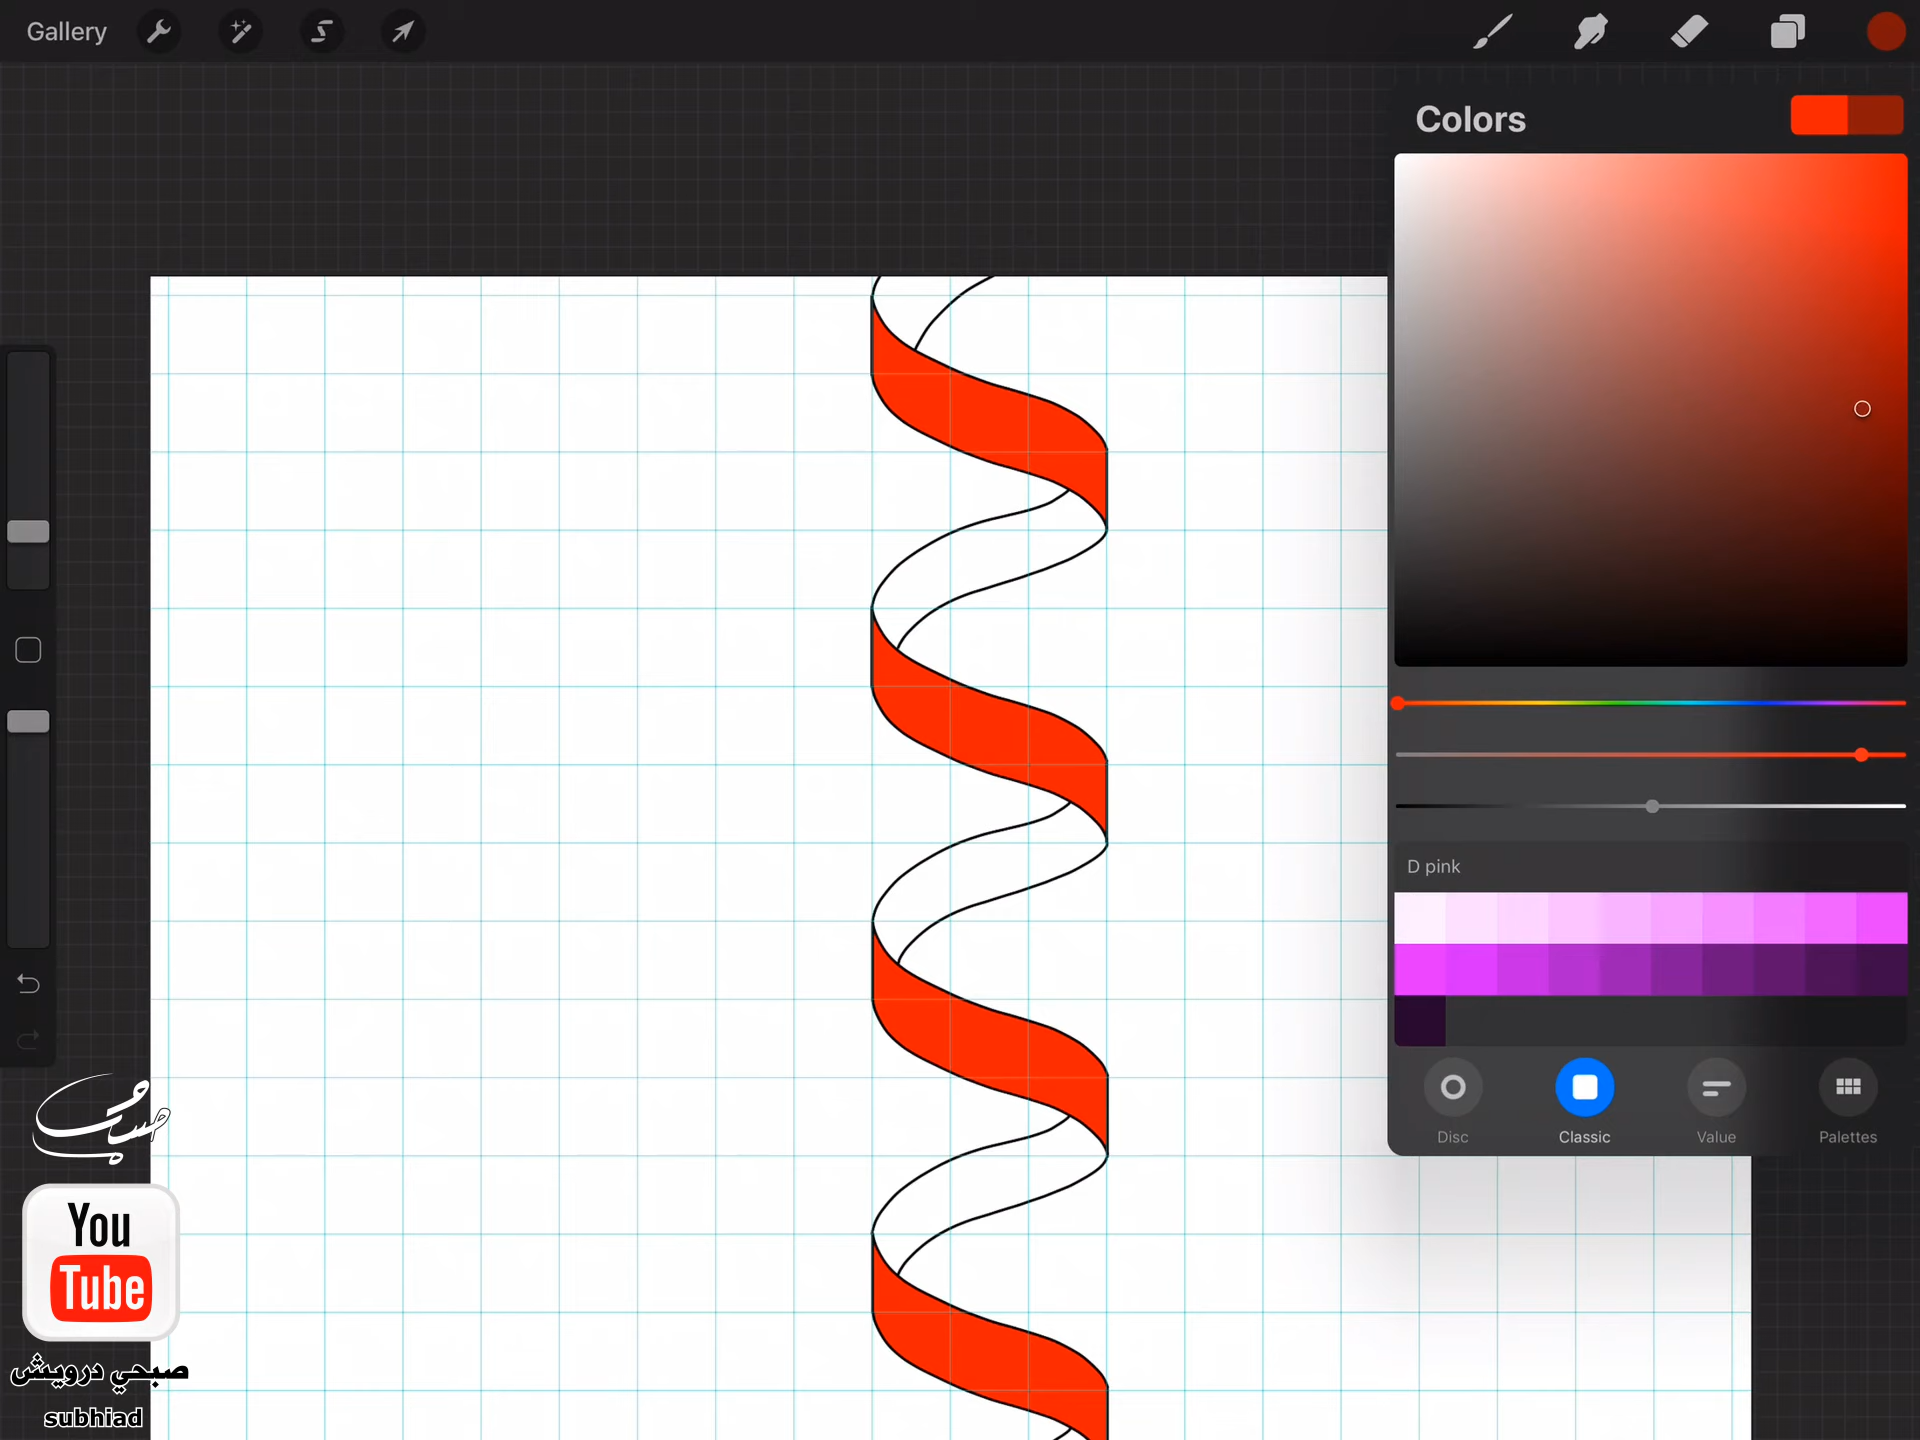 Gallery
Colors
D pink
Disc
Classic
Value
Palettes
You
Tube
صبحي درويش
subhiad